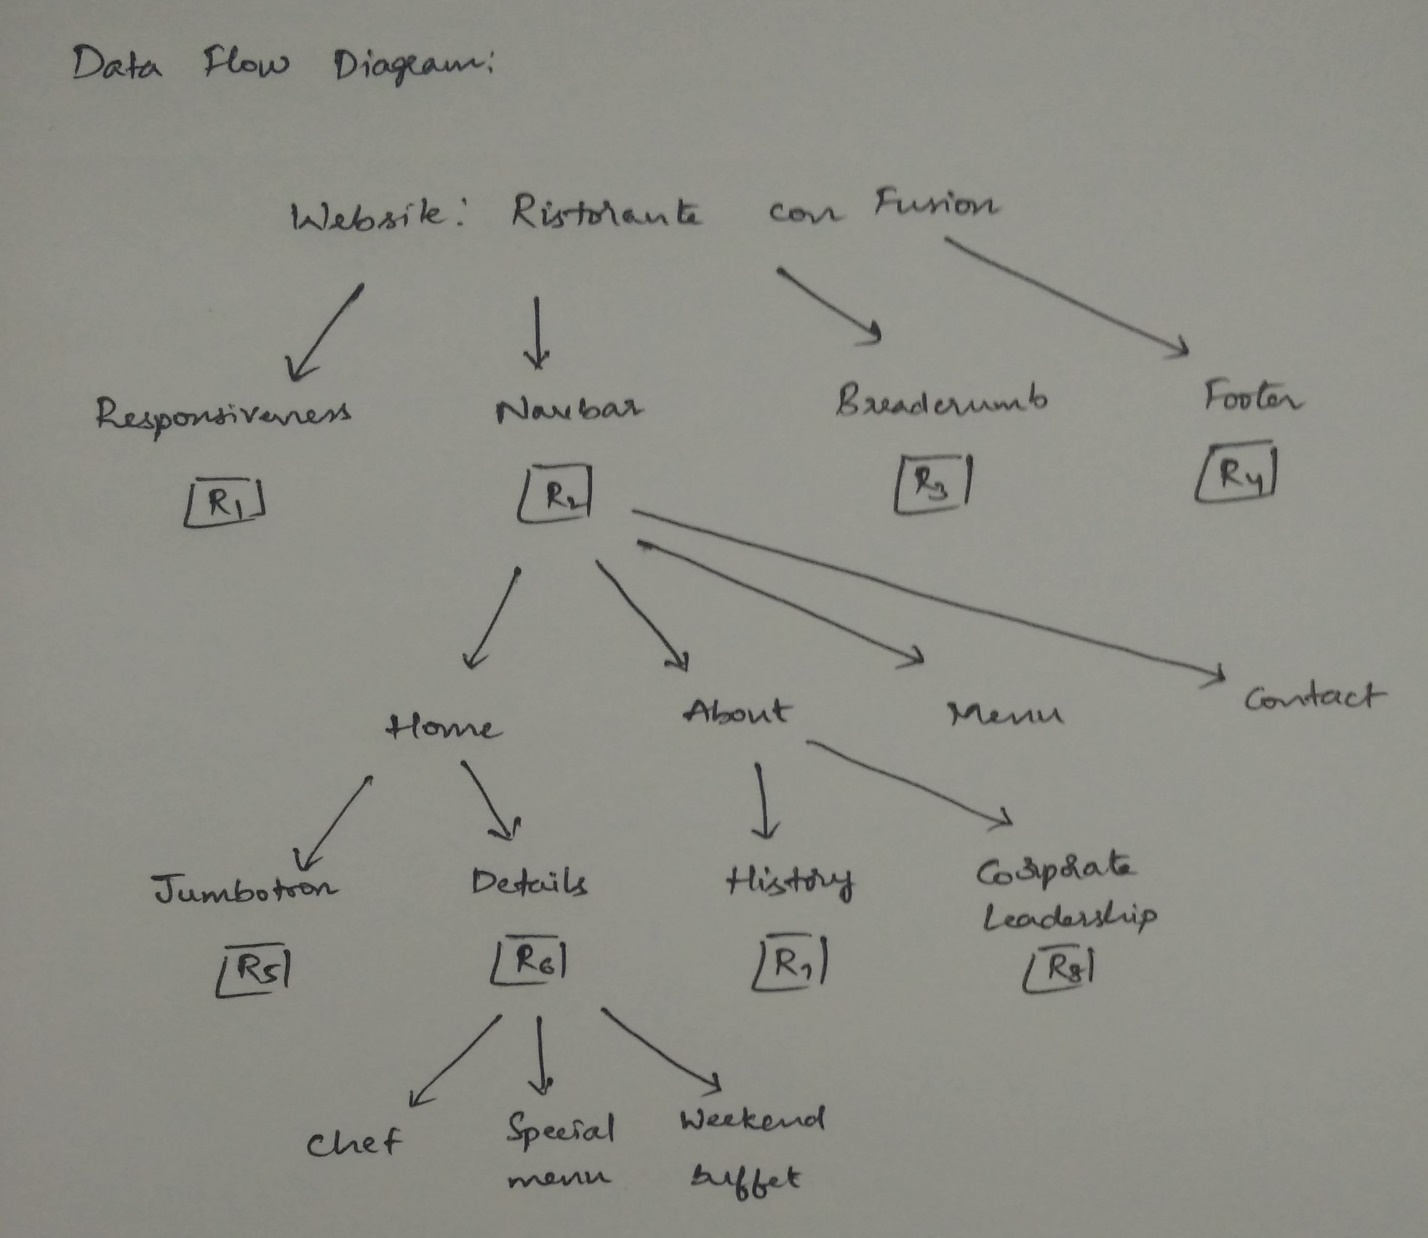 Data Flow Diagram:
Website: Ristorante con Fusion
Responsiveness Navbar Breadcrumb Footer
R1 R2 R3 R4
Home About Menu Contact
Jumbotron Details History Corporate
Leadership
R5 R6 R7 R8
Chef Special Weekend
menu buffet